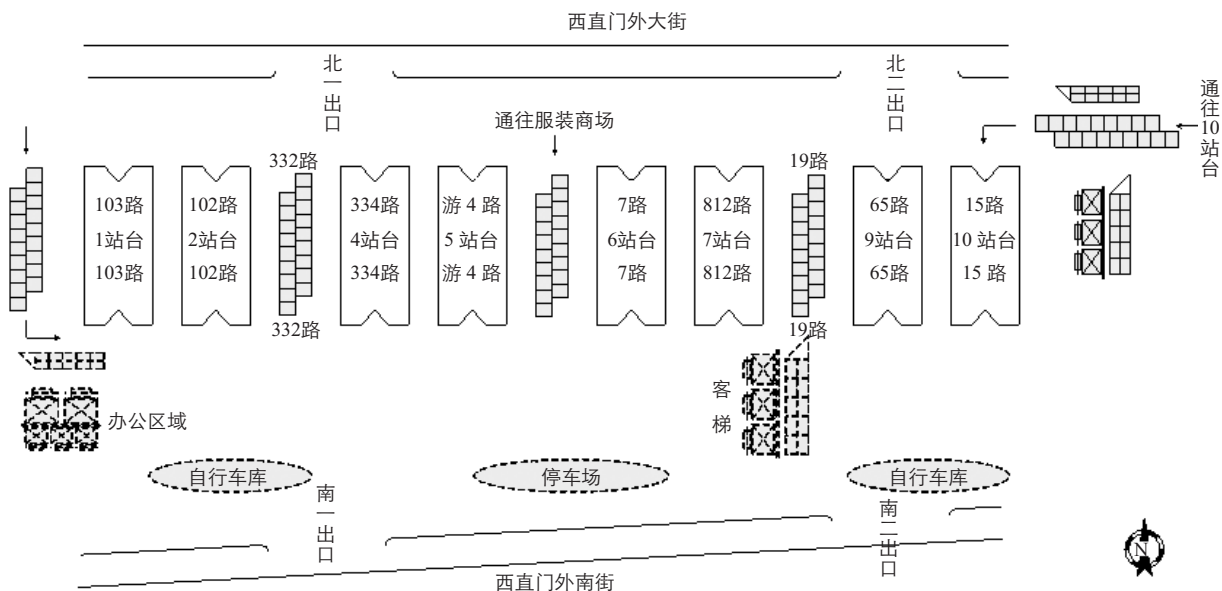 西直门外大街
北一出口
北二出口
通往10站台
通往服装商场
332路
19路
103路
102路
334路
游 4 路
7路
812路
65路
15路
1站台
2站台
4站台
5 站台
6站台
7站台
9站台
10 站台
103路
102路
334路
游 4 路
7路
812路
65路
15 路
332路
19路
客梯
办公区域
自行车库
停车场
自行车库
南一出口
南二出口
西直门外南街
N